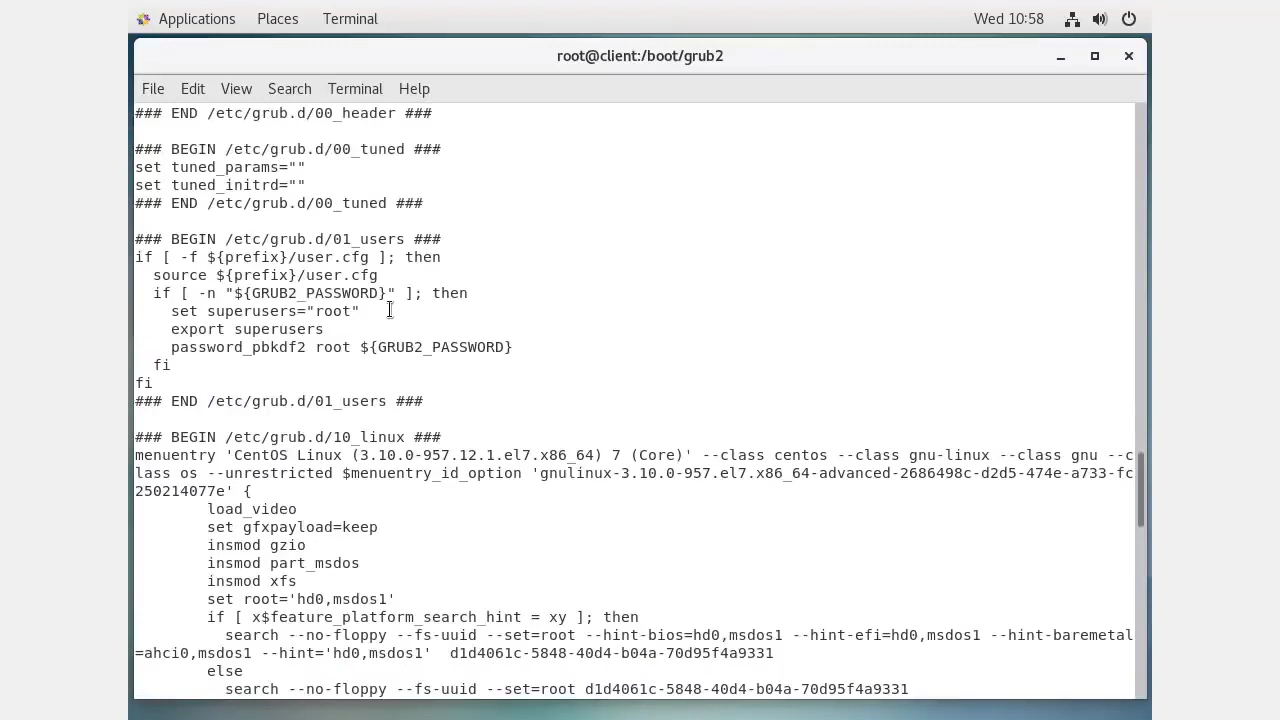 Applications Places Terminal Wed 10:58
root@client:/boot/grub2
File Edit View Search Terminal Help
### END /etc/grub.d/00_header ###
### BEGIN /etc/grub.d/00_tuned ###
set tuned_params=""
set tuned_initrd=""
### END /etc/grub.d/00_tuned ###
### BEGIN /etc/grub.d/01_users ###
if [ -f ${prefix}/user.cfg ]; then
  source ${prefix}/user.cfg
  if [ -n "${GRUB2_PASSWORD}" ]; then
    set superusers="root"
    export superusers
    password_pbkdf2 root ${GRUB2_PASSWORD}
  fi
fi
### END /etc/grub.d/01_users ###
### BEGIN /etc/grub.d/10_linux ###
menuentry 'CentOS Linux (3.10.0-957.12.1.el7.x86_64) 7 (Core)' --class centos --class gnu-linux --class gnu --c
lass os --unrestricted $menuentry_id_option 'gnulinux-3.10.0-957.el7.x86_64-advanced-2686498c-d2d5-474e-a733-fc
250214077e' {
        load_video
        set gfxpayload=keep
        insmod gzio
        insmod part_msdos
        insmod xfs
        set root='hd0,msdos1'
        if [ x$feature_platform_search_hint = xy ]; then
          search --no-floppy --fs-uuid --set=root --hint-bios=hd0,msdos1 --hint-efi=hd0,msdos1 --hint-baremetal
=ahci0,msdos1 --hint='hd0,msdos1'  d1d4061c-5848-40d4-b04a-70d95f4a9331
        else
          search --no-floppy --fs-uuid --set=root d1d4061c-5848-40d4-b04a-70d95f4a9331